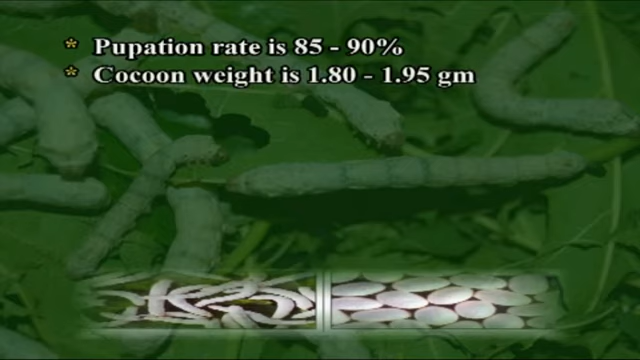 * Pupation rate is 85 - 90%
* Cocoon weight is 1.80 - 1.95 gm